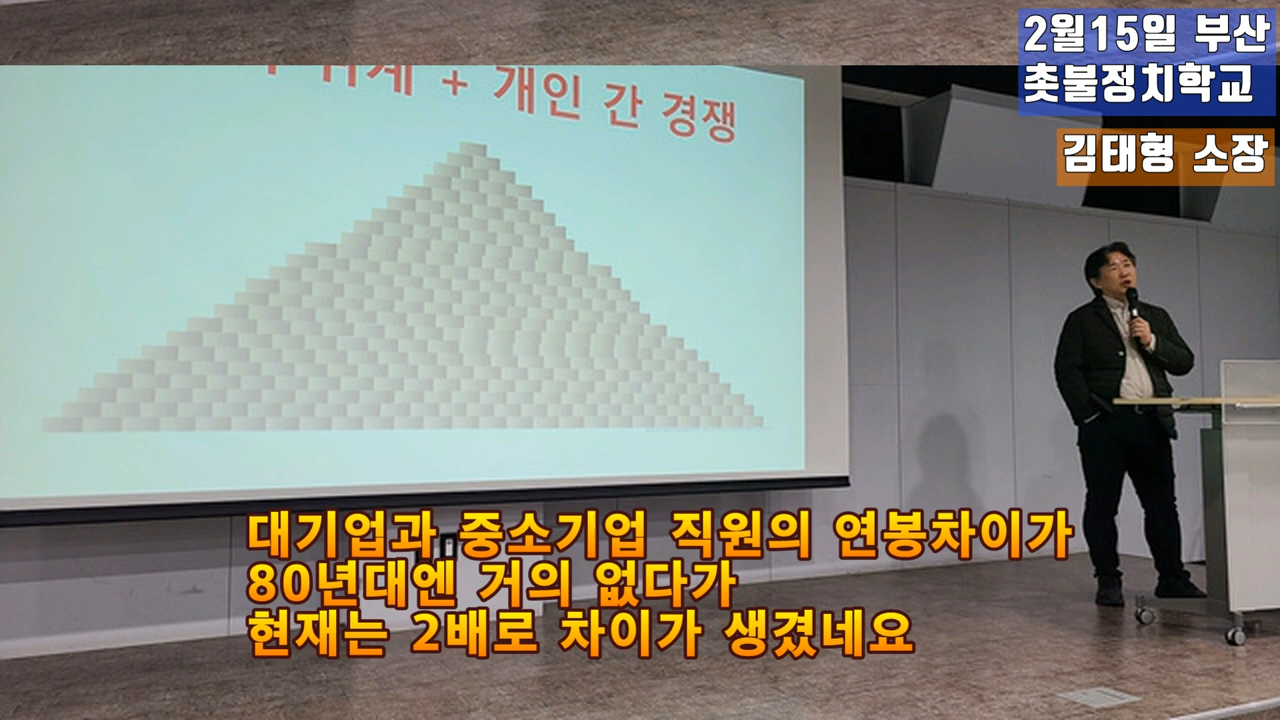 2월15일 부산
촛불정치학교
김태형 소장
+ 개인 간 경쟁
대기업과 중소기업 직원의 연봉차이가
80년대엔 거의 없다가
현재는 2배로 차이가 생겼네요